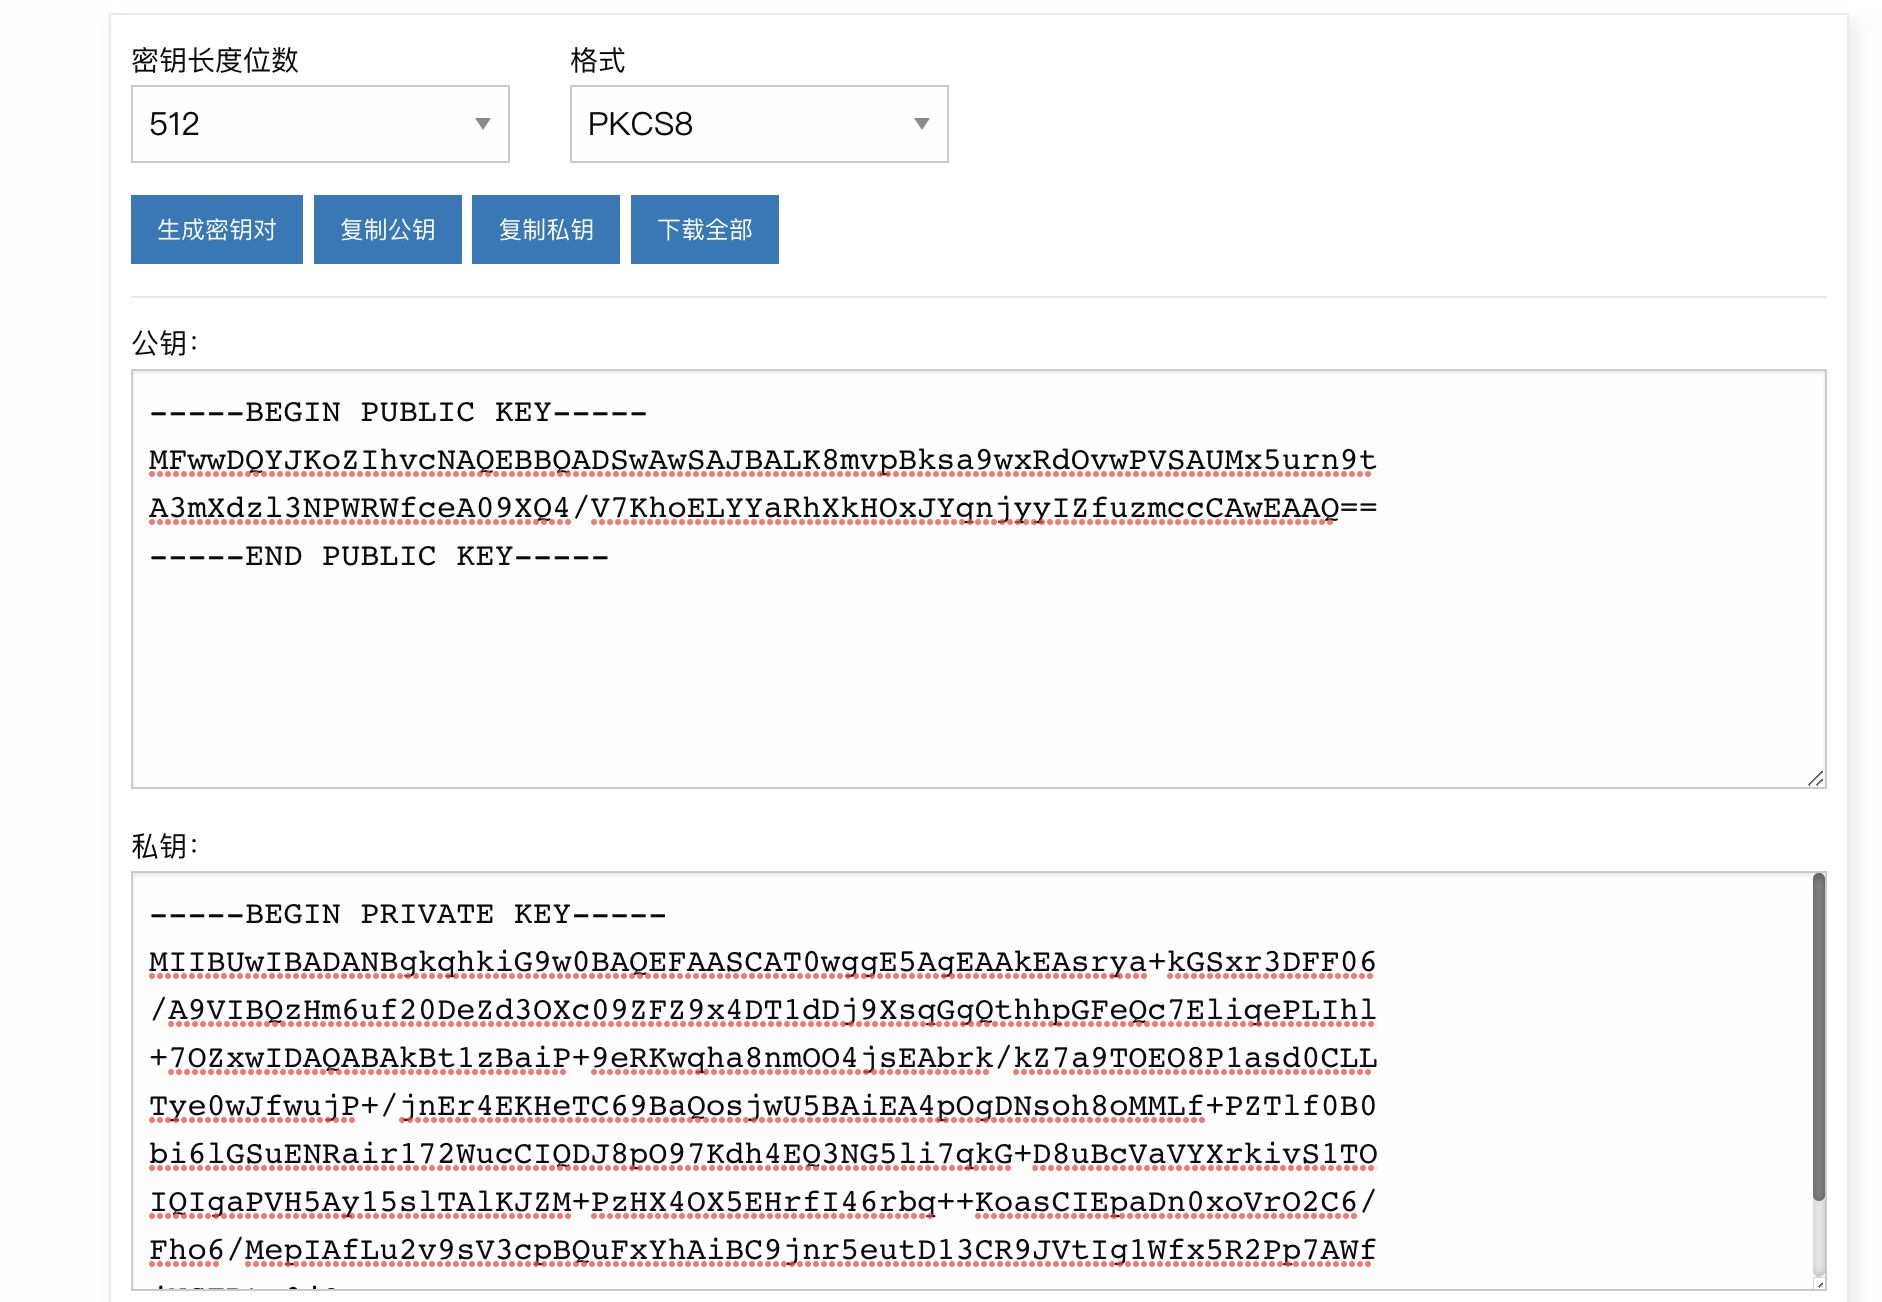 密钥长度位数 格式
512 PKCS8
生成密钥对 复制公钥 复制私钥 下载全部
公钥：
-----BEGIN PUBLIC KEY-----
MFwwDQYJKoZIhvcNAQEBBQADSwAwSAJBALK8mvpBksa9wxRdOvwPVSAUMx5urn9t
A3mXdzl3NPWRWfceA09XQ4/V7KhoELYYaRhXkHOxJYqnjyyIZfuzmccCAwEAAQ==
-----END PUBLIC KEY-----
私钥：
-----BEGIN PRIVATE KEY-----
MIIBUwIBADANBgkqhkiG9w0BAQEFAASCAT0wggE5AgEAAkEAsrya+kGSxr3DFF06
/A9VIBQzHm6uf20DeZd3OXc09ZFZ9x4DT1dDj9XsqGgQthhpGFeQc7EliqePLIhl
+7OZxwIDAQABAkBt1zBaiP+9eRKwqha8nmOO4jsEAbrk/kZ7a9TOEO8P1asd0CLL
Tye0wJfwujP+/jnEr4EKHeTC69BaQosjwU5BAiEA4pOgDNsoh8oMMLf+PZTlf0B0
bi6lGSuENRair172WucCIQDJ8pO97Kdh4EQ3NG5li7qkG+D8uBcVaVYXrkivS1TO
IQIgaPVH5Ay15slTAlKJZM+PzHX4OX5EHrfI46rbq++KoasCIEpaDn0xoVrO2C6/
Fho6/MepIAfLu2v9sV3cpBQuFxYhAiBC9jnr5eutD13CR9JVtIg1Wfx5R2Pp7AWf